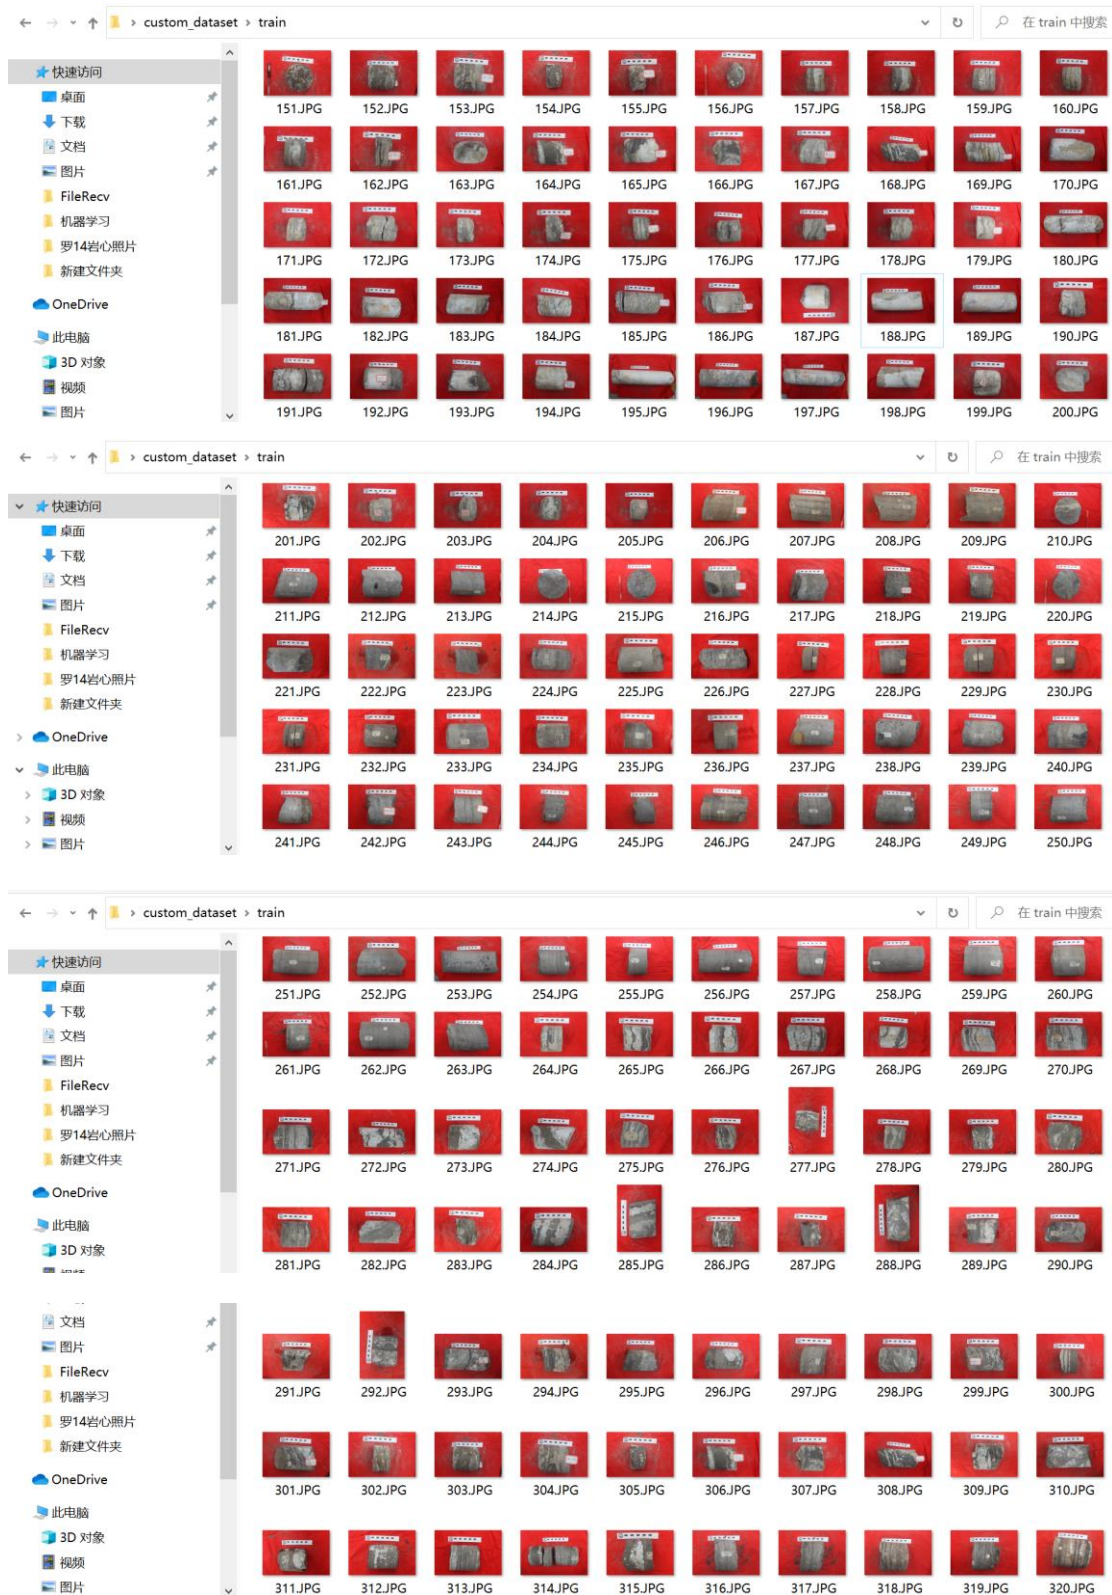 custom_dataset › train
在 train 中搜索
快速访问
桌面
下载
文档
图片
FileRecv
机器学习
罗14岩心照片
新建文件夹
OneDrive
此电脑
3D 对象
视频
图片
151.JPG 152.JPG 153.JPG 154.JPG 155.JPG 156.JPG 157.JPG 158.JPG 159.JPG 160.JPG
161.JPG 162.JPG 163.JPG 164.JPG 165.JPG 166.JPG 167.JPG 168.JPG 169.JPG 170.JPG
171.JPG 172.JPG 173.JPG 174.JPG 175.JPG 176.JPG 177.JPG 178.JPG 179.JPG 180.JPG
181.JPG 182.JPG 183.JPG 184.JPG 185.JPG 186.JPG 187.JPG 188.JPG 189.JPG 190.JPG
191.JPG 192.JPG 193.JPG 194.JPG 195.JPG 196.JPG 197.JPG 198.JPG 199.JPG 200.JPG
custom_dataset › train
在 train 中搜索
快速访问
桌面
下载
文档
图片
FileRecv
机器学习
罗14岩心照片
新建文件夹
OneDrive
此电脑
3D 对象
视频
图片
201.JPG 202.JPG 203.JPG 204.JPG 205.JPG 206.JPG 207.JPG 208.JPG 209.JPG 210.JPG
211.JPG 212.JPG 213.JPG 214.JPG 215.JPG 216.JPG 217.JPG 218.JPG 219.JPG 220.JPG
221.JPG 222.JPG 223.JPG 224.JPG 225.JPG 226.JPG 227.JPG 228.JPG 229.JPG 230.JPG
231.JPG 232.JPG 233.JPG 234.JPG 235.JPG 236.JPG 237.JPG 238.JPG 239.JPG 240.JPG
241.JPG 242.JPG 243.JPG 244.JPG 245.JPG 246.JPG 247.JPG 248.JPG 249.JPG 250.JPG
custom_dataset › train
在 train 中搜索
快速访问
桌面
下载
文档
图片
FileRecv
机器学习
罗14岩心照片
新建文件夹
OneDrive
此电脑
3D 对象
251.JPG 252.JPG 253.JPG 254.JPG 255.JPG 256.JPG 257.JPG 258.JPG 259.JPG 260.JPG
261.JPG 262.JPG 263.JPG 264.JPG 265.JPG 266.JPG 267.JPG 268.JPG 269.JPG 270.JPG
271.JPG 272.JPG 273.JPG 274.JPG 275.JPG 276.JPG 277.JPG 278.JPG 279.JPG 280.JPG
281.JPG 282.JPG 283.JPG 284.JPG 285.JPG 286.JPG 287.JPG 288.JPG 289.JPG 290.JPG
文档
图片
FileRecv
机器学习
罗14岩心照片
新建文件夹
OneDrive
此电脑
3D 对象
视频
图片
291.JPG 292.JPG 293.JPG 294.JPG 295.JPG 296.JPG 297.JPG 298.JPG 299.JPG 300.JPG
301.JPG 302.JPG 303.JPG 304.JPG 305.JPG 306.JPG 307.JPG 308.JPG 309.JPG 310.JPG
311.JPG 312.JPG 313.JPG 314.JPG 315.JPG 316.JPG 317.JPG 318.JPG 319.JPG 320.JPG